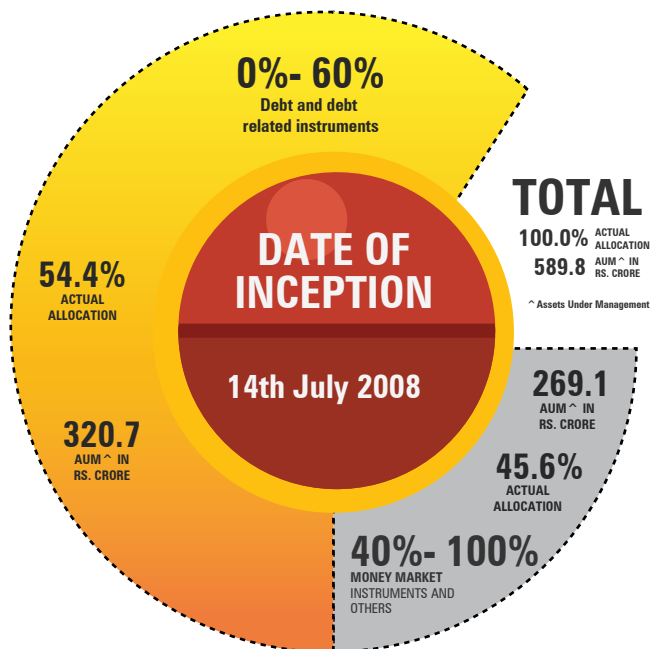 0%- 60%
Debt and debt
related instruments
TOTAL
100.0% ACTUAL
ALLOCATION
589.8 AUM^ IN
RS. CRORE
^ Assets Under Management
DATE OF
INCEPTION
14th July 2008
54.4%
ACTUAL
ALLOCATION
320.7
AUM^ IN
RS. CRORE
269.1
AUM^ IN
RS. CRORE
45.6%
ACTUAL
ALLOCATION
40%- 100%
MONEY MARKET
INSTRUMENTS AND
OTHERS